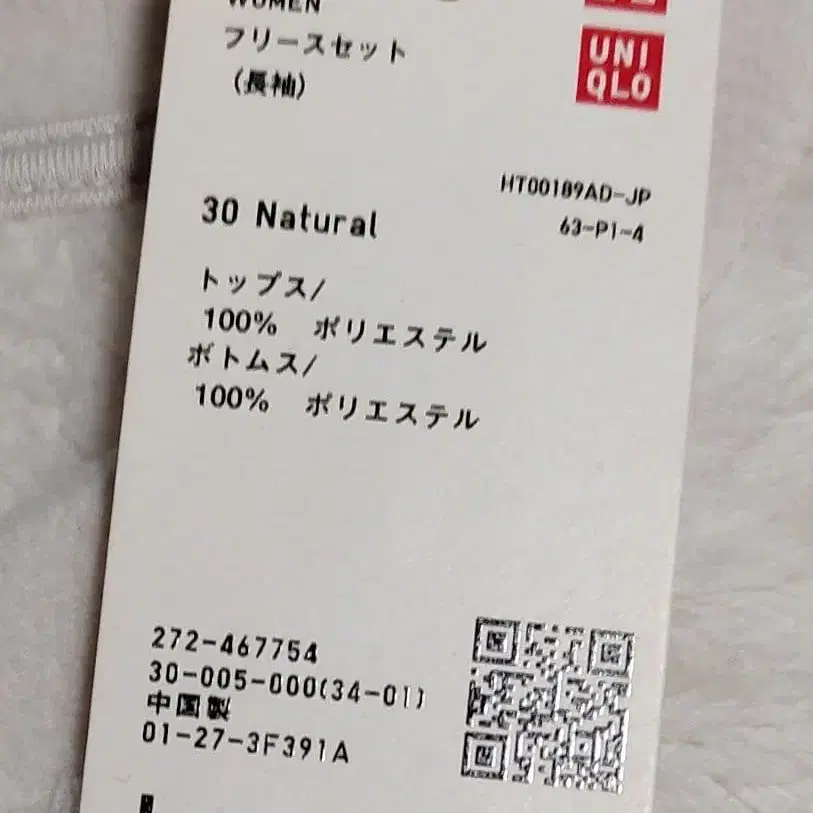 WOMEN
フリースセット
（長袖）
UNI
QLO
HT00189AD-JP
63-P1-4
30 Natural
トップス/
100% ポリエステル
ボトムス/
100% ポリエステル
272-467754
30-005-000(34-01)
中国製
01-27-3F391A